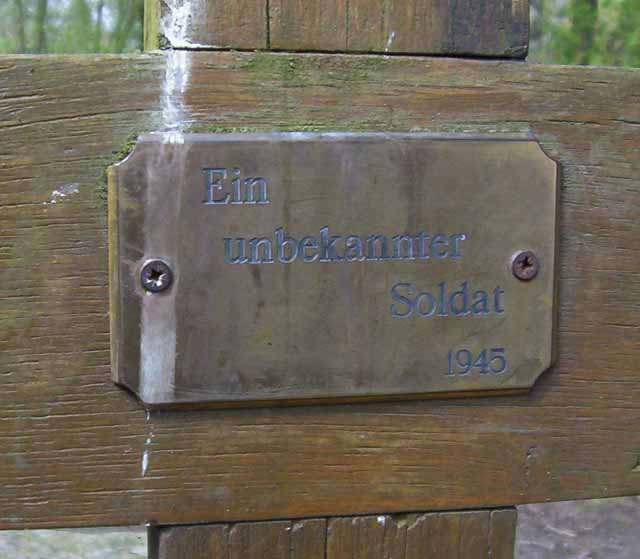 Ein
unbekannter
Soldat
1945